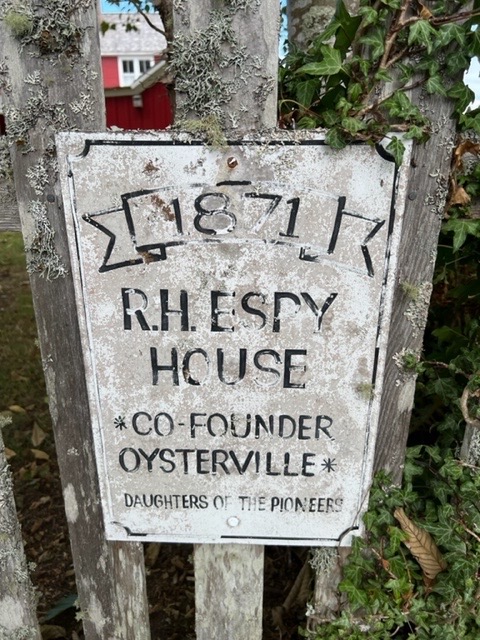 1871
R.H. ESPY
HOUSE
*CO-FOUNDER
OYSTERVILLE*
DAUGHTERS OF THE PIONEERS